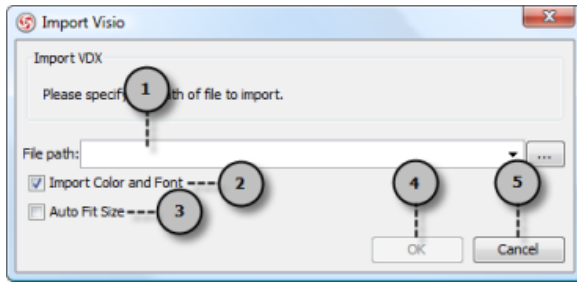 Import Visio
Import VDX
1
Please specify th of file to import.
File path:
...
Import Color and Font
2
4
5
Auto Fit Size
3
OK
Cancel